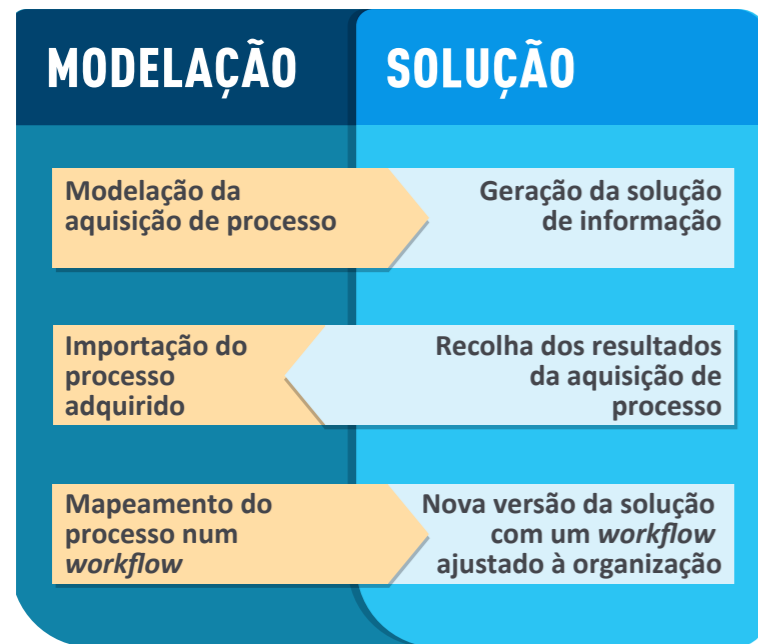 MODELAÇÃO
SOLUÇÃO
Modelação da
aquisição de processo
Geração da solução
de informação
Importação do
processo
adquirido
Recolha dos resultados
da aquisição de
processo
Mapeamento do
processo num
workflow
Nova versão da solução
com um workflow
ajustado à organização